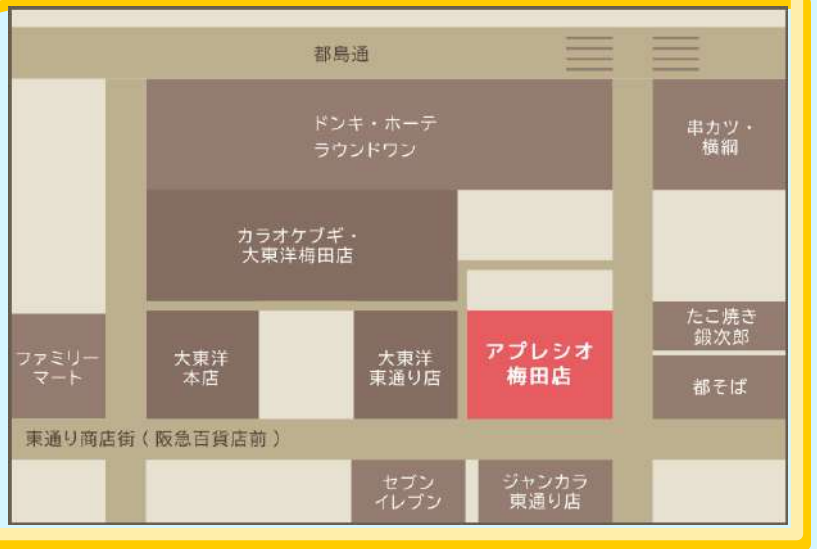 都島通
ドンキ・ホーテ
ラウンドワン
串カツ・
横綱
カラオケブギ・
大東洋梅田店
たこ焼き
鍛次郎
ファミリー
マート
大東洋
本店
大東洋
東通り店
アプレシオ
梅田店
都そば
東通り商店街(阪急百貨店前)
セブン
イレブン
ジャンカラ
東通り店